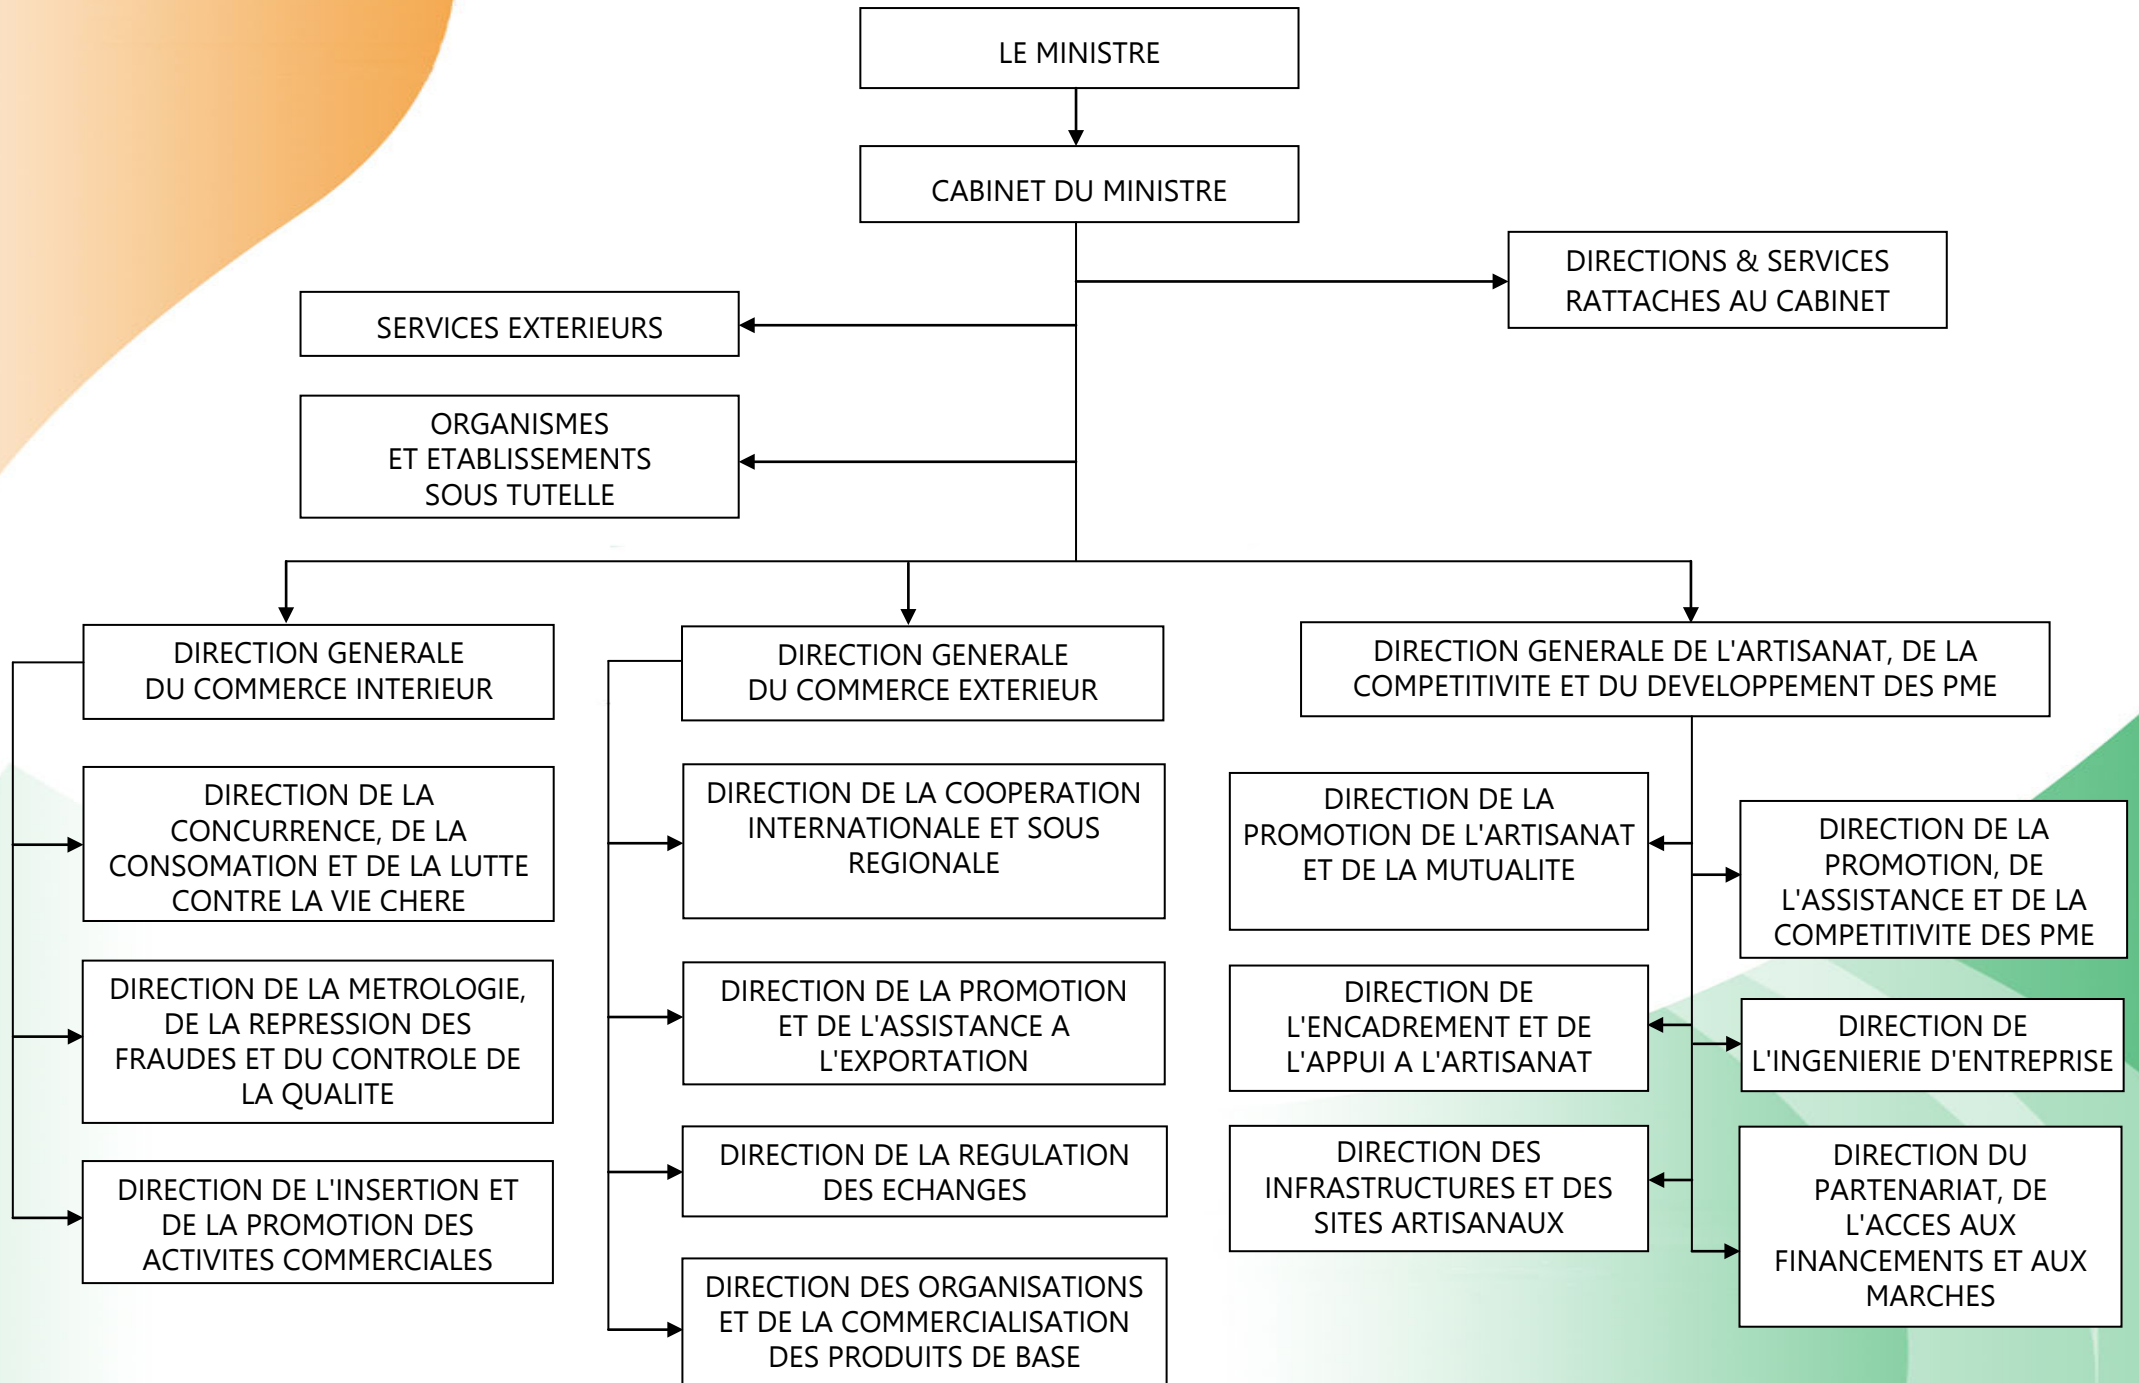 LE MINISTRE
CABINET DU MINISTRE
DIRECTIONS & SERVICES
RATTACHES AU CABINET
SERVICES EXTERIEURS
ORGANISMES
ET ETABLISSEMENTS
SOUS TUTELLE
DIRECTION GENERALE
DU COMMERCE INTERIEUR
DIRECTION DE LA
CONCURRENCE, DE LA
CONSOMATION ET DE LA LUTTE
CONTRE LA VIE CHERE
DIRECTION DE LA METROLOGIE,
DE LA REPRESSION DES
FRAUDES ET DU CONTROLE DE
LA QUALITE
DIRECTION DE L'INSERTION ET
DE LA PROMOTION DES
ACTIVITES COMMERCIALES
DIRECTION GENERALE
DU COMMERCE EXTERIEUR
DIRECTION DE LA COOPERATION
INTERNATIONALE ET SOUS
REGIONALE
DIRECTION DE LA PROMOTION
ET DE L'ASSISTANCE A
L'EXPORTATION
DIRECTION DE LA REGULATION
DES ECHANGES
DIRECTION DES ORGANISATIONS
ET DE LA COMMERCIALISATION
DES PRODUITS DE BASE
DIRECTION GENERALE DE L'ARTISANAT, DE LA
COMPETITIVITE ET DU DEVELOPPEMENT DES PME
DIRECTION DE LA
PROMOTION DE L'ARTISANAT
ET DE LA MUTUALITE
DIRECTION DE
L'ENCADREMENT ET DE
L'APPUI A L'ARTISANAT
DIRECTION DES
INFRASTRUCTURES ET DES
SITES ARTISANAUX
DIRECTION DE LA
PROMOTION, DE
L'ASSISTANCE ET DE LA
COMPETITIVITE DES PME
DIRECTION DE
L'INGENIERIE D'ENTREPRISE
DIRECTION DU
PARTENARIAT, DE
L'ACCES AUX
FINANCEMENTS ET AUX
MARCHES